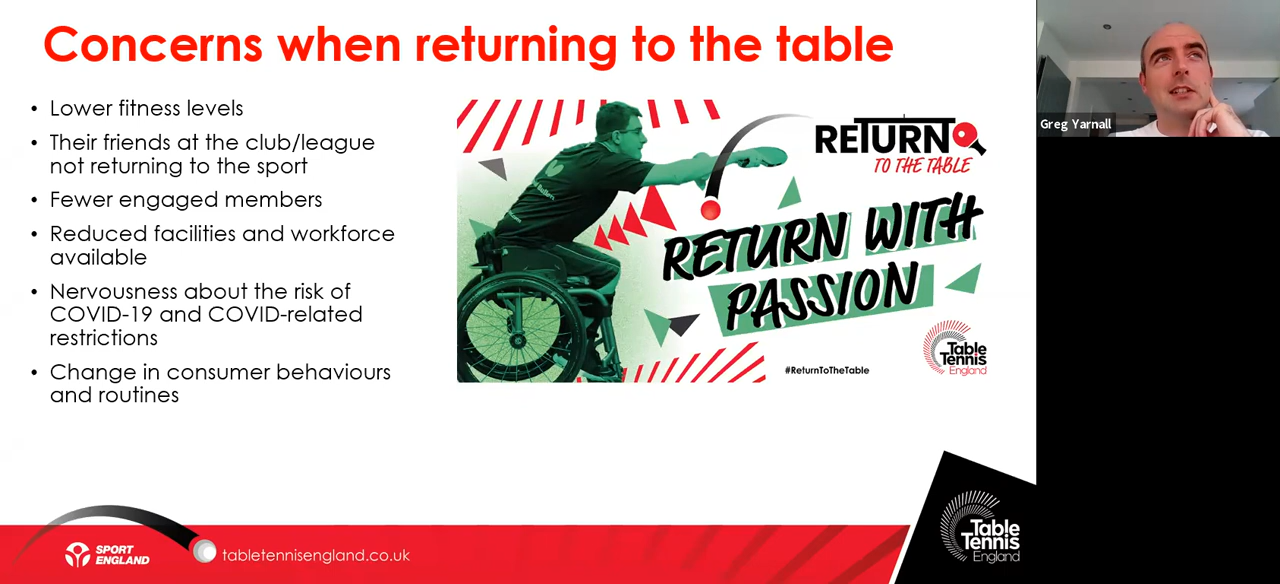 Concerns when returning to the table
• Lower fitness levels
• Their friends at the club/league
not returning to the sport
• Fewer engaged members
• Reduced facilities and workforce
available
• Nervousness about the risk of
COVID-19 and COVID-related
restrictions
• Change in consumer behaviours
and routines
RETURN
TO THE TABLE
RETURN WITH
PASSION
#ReturnToTheTable
Table
Tennis
England
Greg Yarnall
SPORT
ENGLAND
tabletennisengland.co.uk
Table
Tennis
England